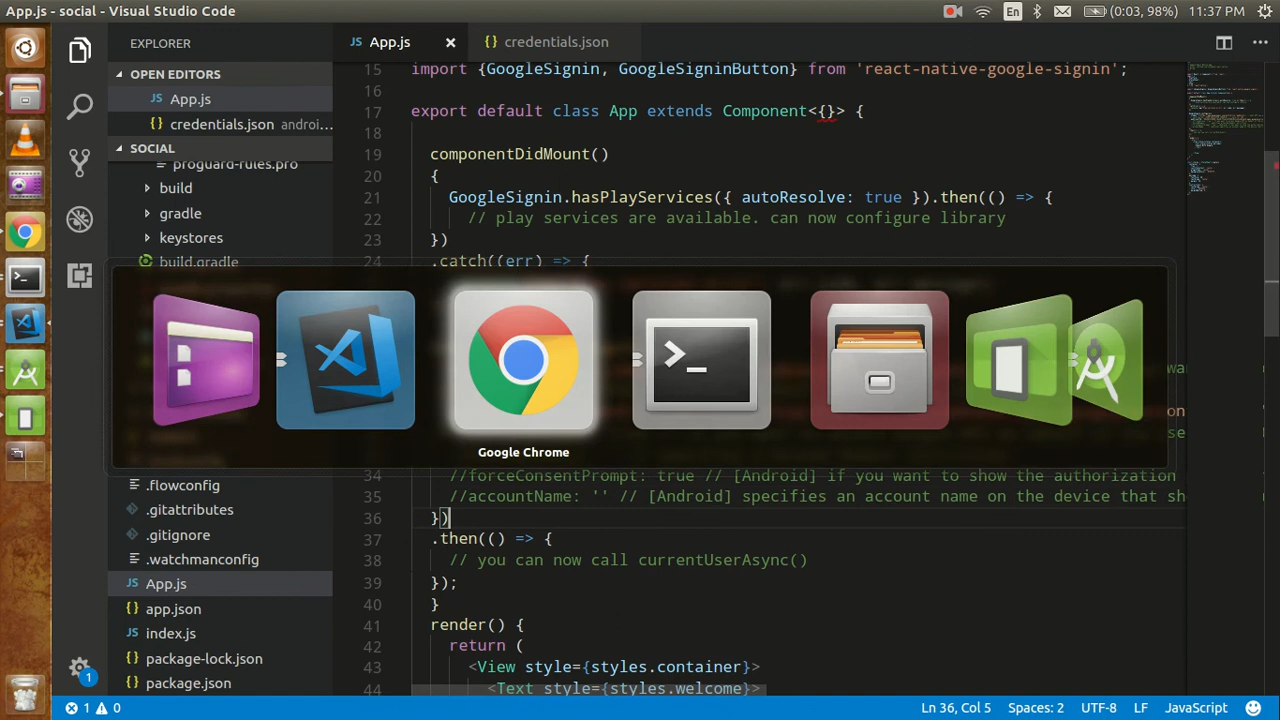 App.js - social - Visual Studio Code
En
(0:03, 98%)
11:37 PM
EXPLORER
OPEN EDITORS
JS App.js
{} credentials.json androi...
SOCIAL
proguard-rules.pro
build
gradle
keystores
build.gradle
.flowconfig
.gitattributes
.gitignore
.watchmanconfig
JS App.js
{} app.json
JS index.js
{} package-lock.json
{} package.json
1
JS App.js
{} credentials.json
15 import {GoogleSignin, GoogleSigninButton} from 'react-native-google-signin';
16
17 export default class App extends Component<{}> {
18
19 componentDidMount()
20 {
21 GoogleSignin.hasPlayServices({ autoResolve: true }).then(() => {
22 // play services are available. can now configure library
23 })
24 .catch((err) => {
Google Chrome
34 //forceConsentPrompt: true // [Android] if you want to show the authorization
35 //accountName: '' // [Android] specifies an account name on the device that sh
36 })
37 .then(() => {
38 // you can now call currentUserAsync()
39 });
40 }
41 render() {
42 return (
43 <View style={styles.container}>
44 <Text style={styles.welcome}>
1 0
Ln 36, Col 5
Spaces: 2
UTF-8
LF
JavaScript